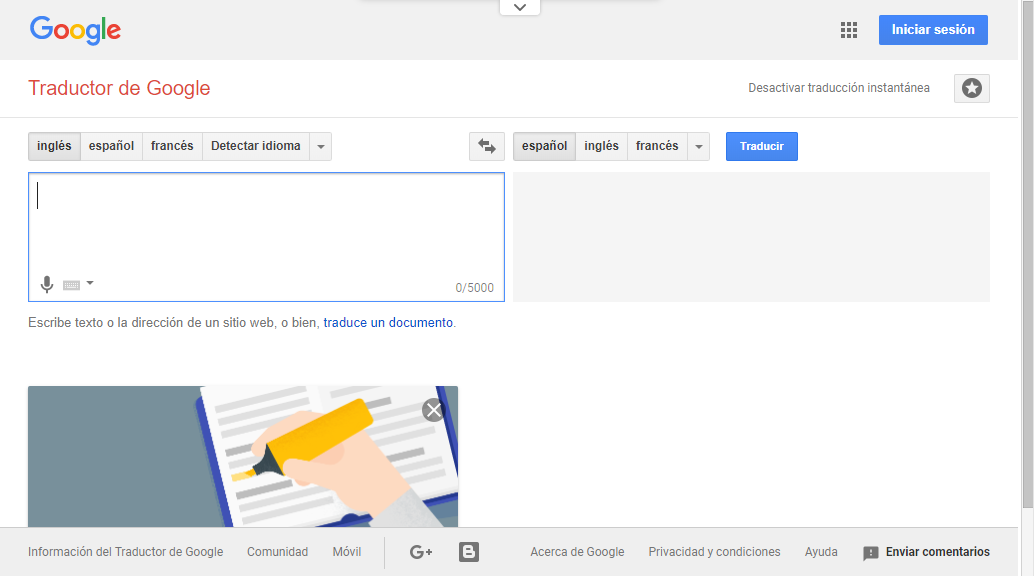 Google
Iniciar sesión
Traductor de Google
Desactivar traducción instantánea
inglés español francés Detectar idioma
español inglés francés Traducir
0/5000
Escribe texto o la dirección de un sitio web, o bien, traduce un documento.
Información del Traductor de Google Comunidad Móvil G+ B Acerca de Google Privacidad y condiciones Ayuda Enviar comentarios